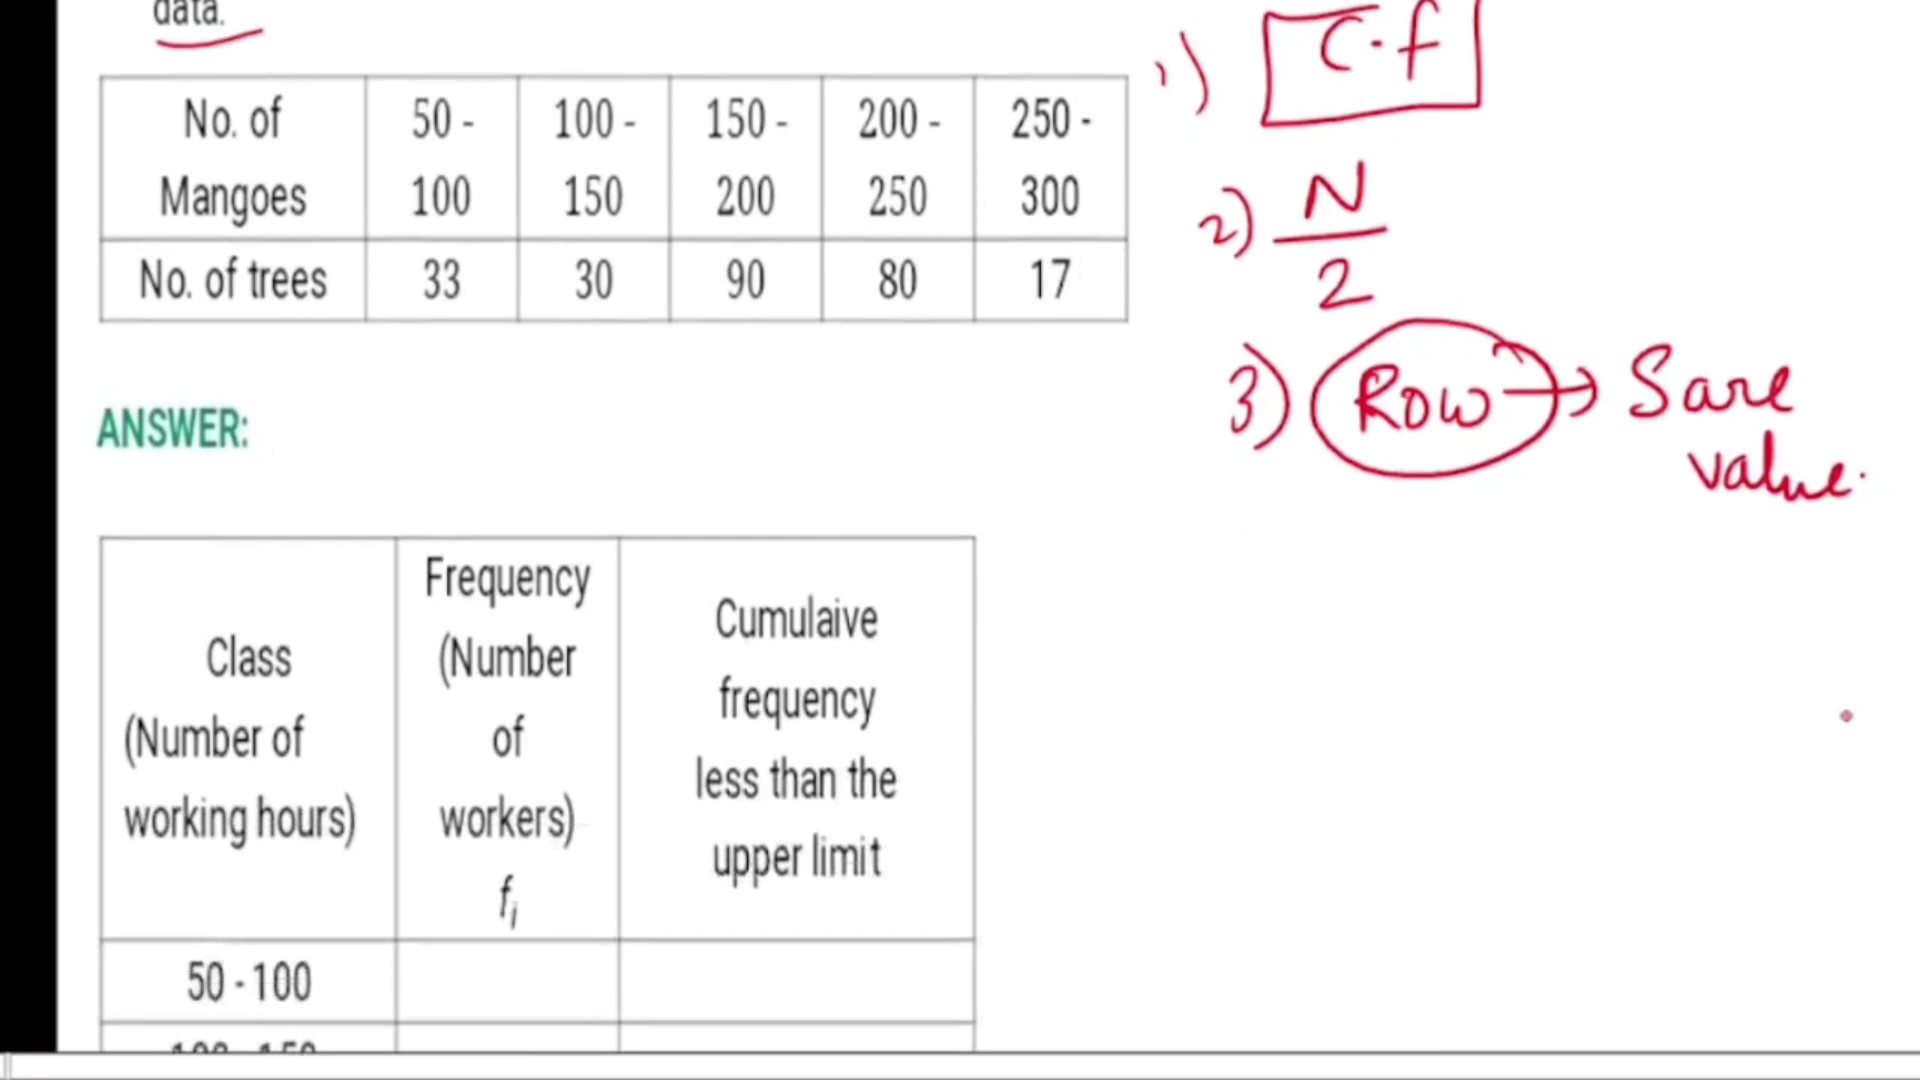 data.
No. of Mangoes 50 - 100 100 - 150 150 - 200 200 - 250 250 - 300
No. of trees 33 30 90 80 17
1) C.f
2) N/2
3) Row → Sare
value.
ANSWER:
Class
(Number of
working hours)
Frequency
(Number
of
workers)
fi
Cumulaive
frequency
less than the
upper limit
50 - 100
100 - 150